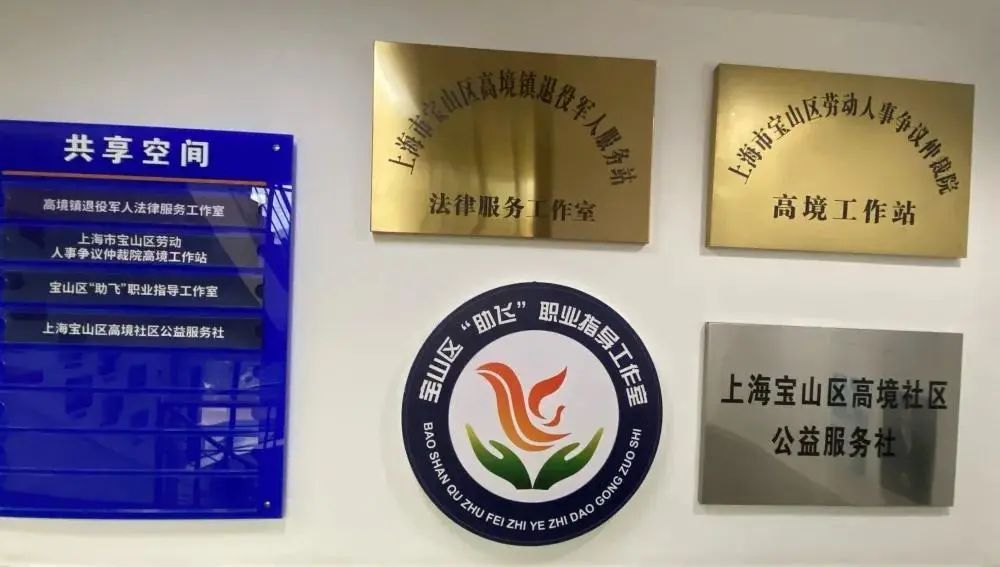 共享空间
高境镇退役军人法律服务工作室
上海市宝山区劳动
人事争议仲裁院高境工作站
宝山区“助飞”职业指导工作室
上海宝山区高境社区公益服务社
上海市宝山区高境镇退役军人服务站
法律服务工作室
上海市宝山区劳动人事争议仲裁院
高境工作站
宝山区“助飞”职业指导工作室
BAO SHAN QU ZHU FEI ZHI YE ZHI DAO GONG ZUO SHI
上海宝山区高境社区
公益服务社